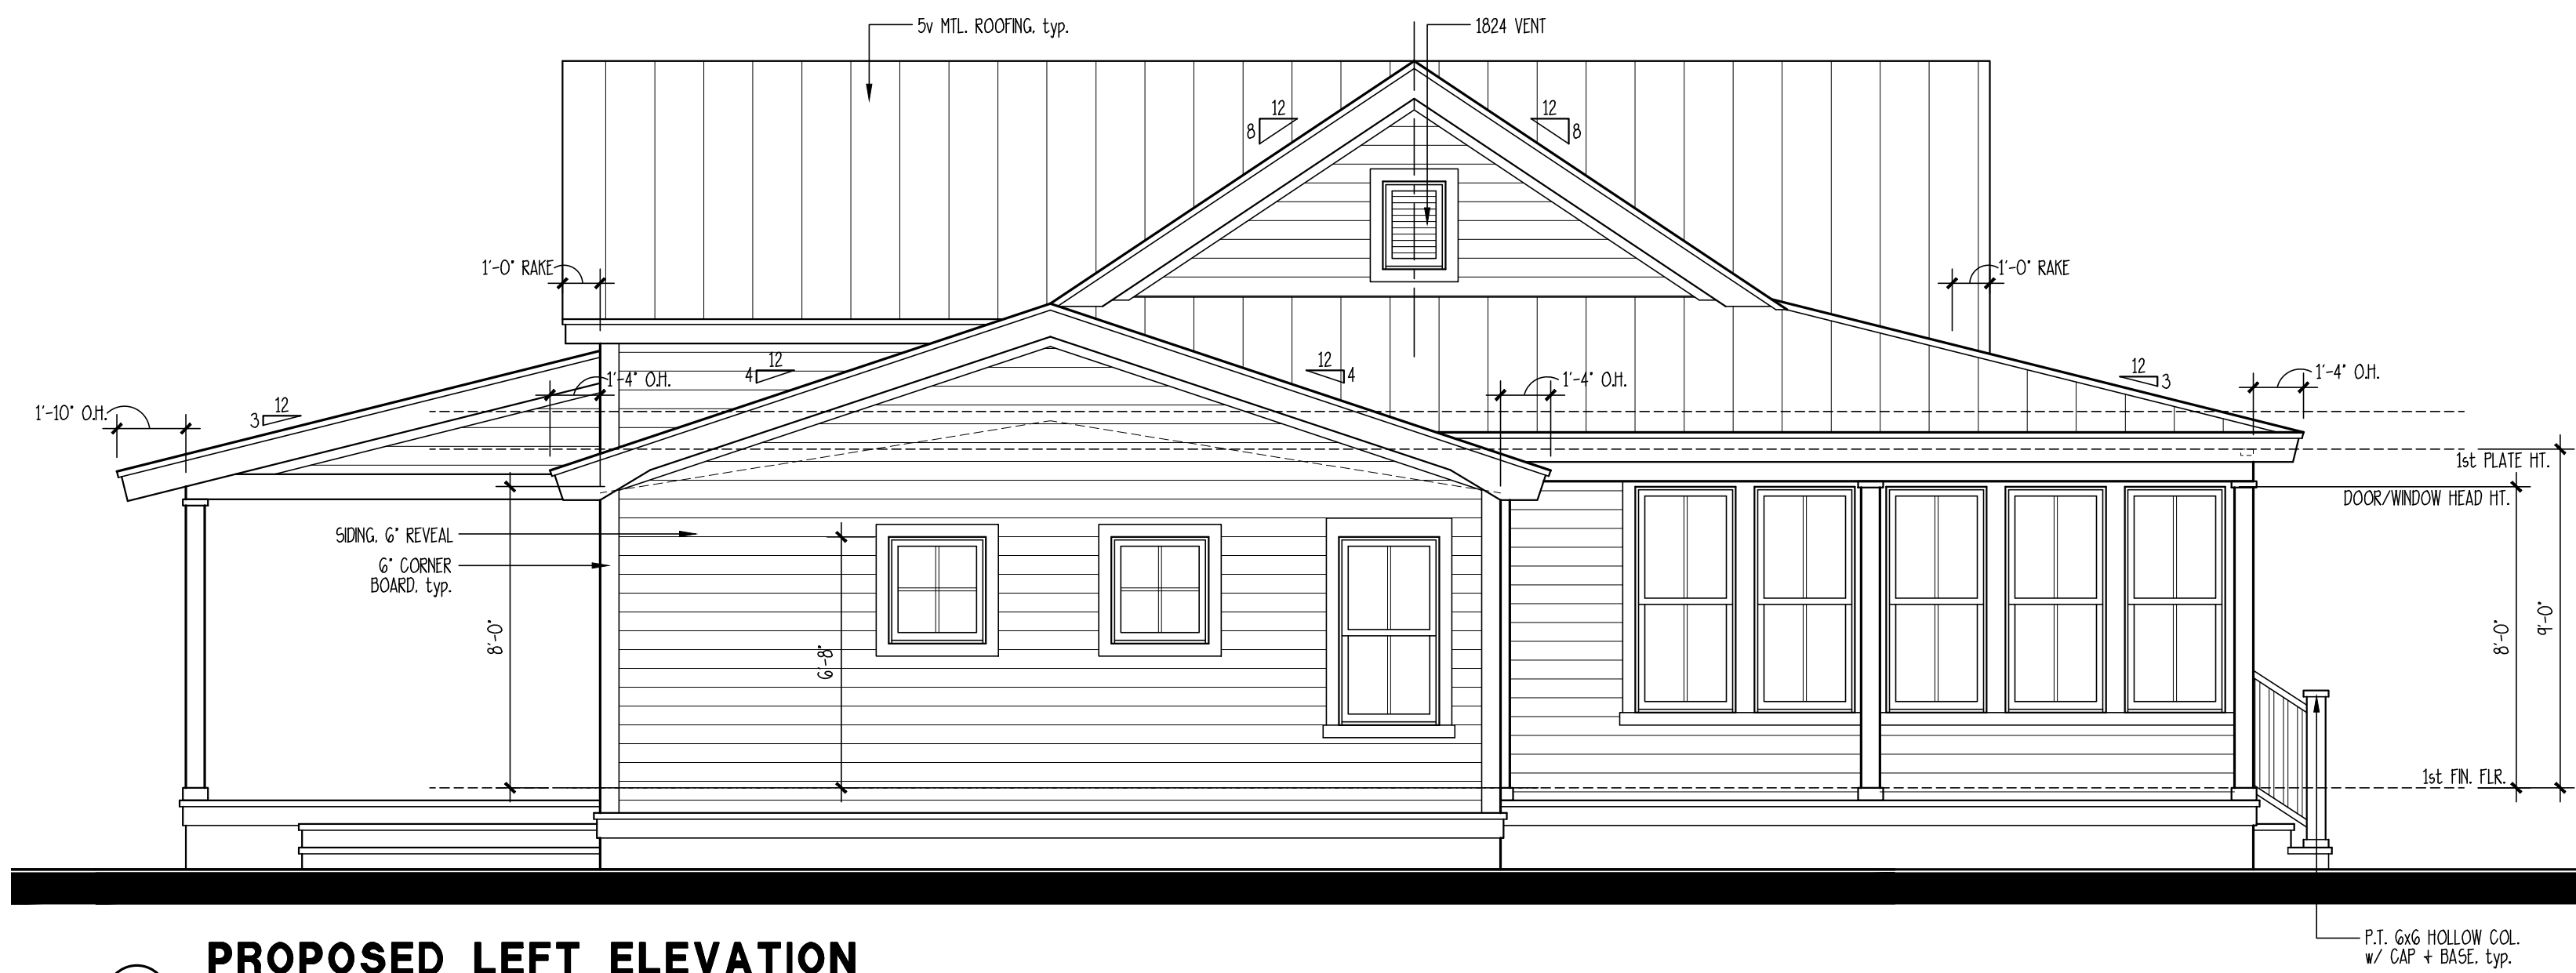 5v MTL. ROOFING, typ.
1824 VENT
12
8
12
8
1'-0" RAKE
1'-0" RAKE
12
4
12
4
12
3
12
3
1'-10" O.H.
1'-4" O.H.
1'-4" O.H.
1'-4" O.H.
1st PLATE HT.
DOOR/WINDOW HEAD HT.
SIDING, 6" REVEAL
6" CORNER
BOARD, typ.
8'-0"
6'-8"
8'-0"
9'-0"
1st FIN. FLR.
P.T. 6x6 HOLLOW COL.
w/ CAP + BASE, typ.
PROPOSED LEFT ELEVATION